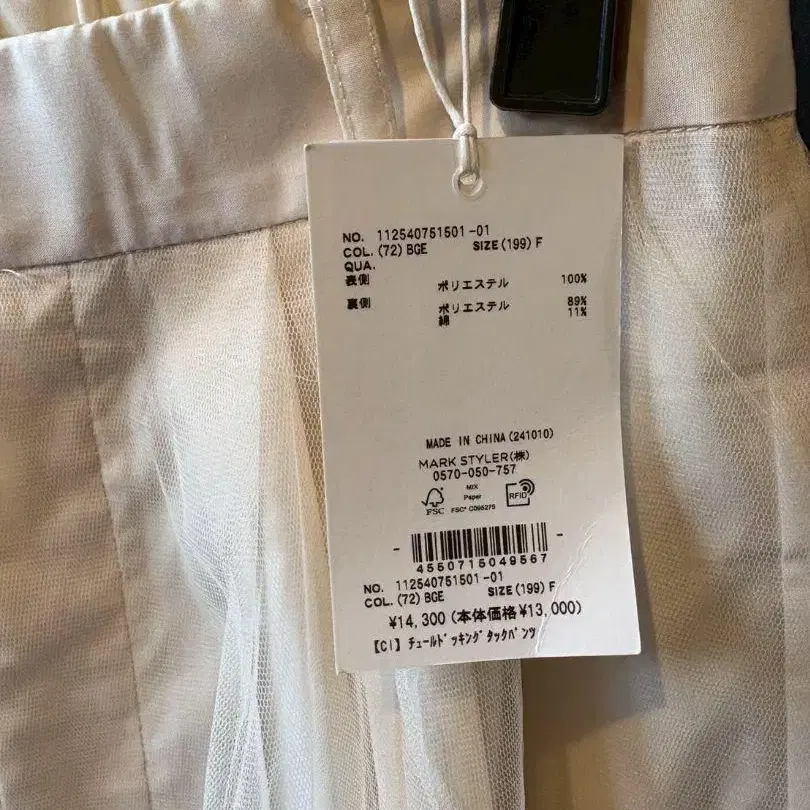 NO. 112540751501-01
COL.(72)BGE SIZE(199)F
QUA.
表側 ポリエステル 100%
裏側 ポリエステル 89%
綿 11%
MADE IN CHINA(241010)
MARK STYLER(株)
0570-050-757
FSC
MIX
Paper
FSC® C095275
RFID
4550715049567
NO. 112540751501-01
COL.(72)BGE SIZE(199)F
¥14,300(本体価格¥13,000)
【CI】チュールドッキングタックパンツ